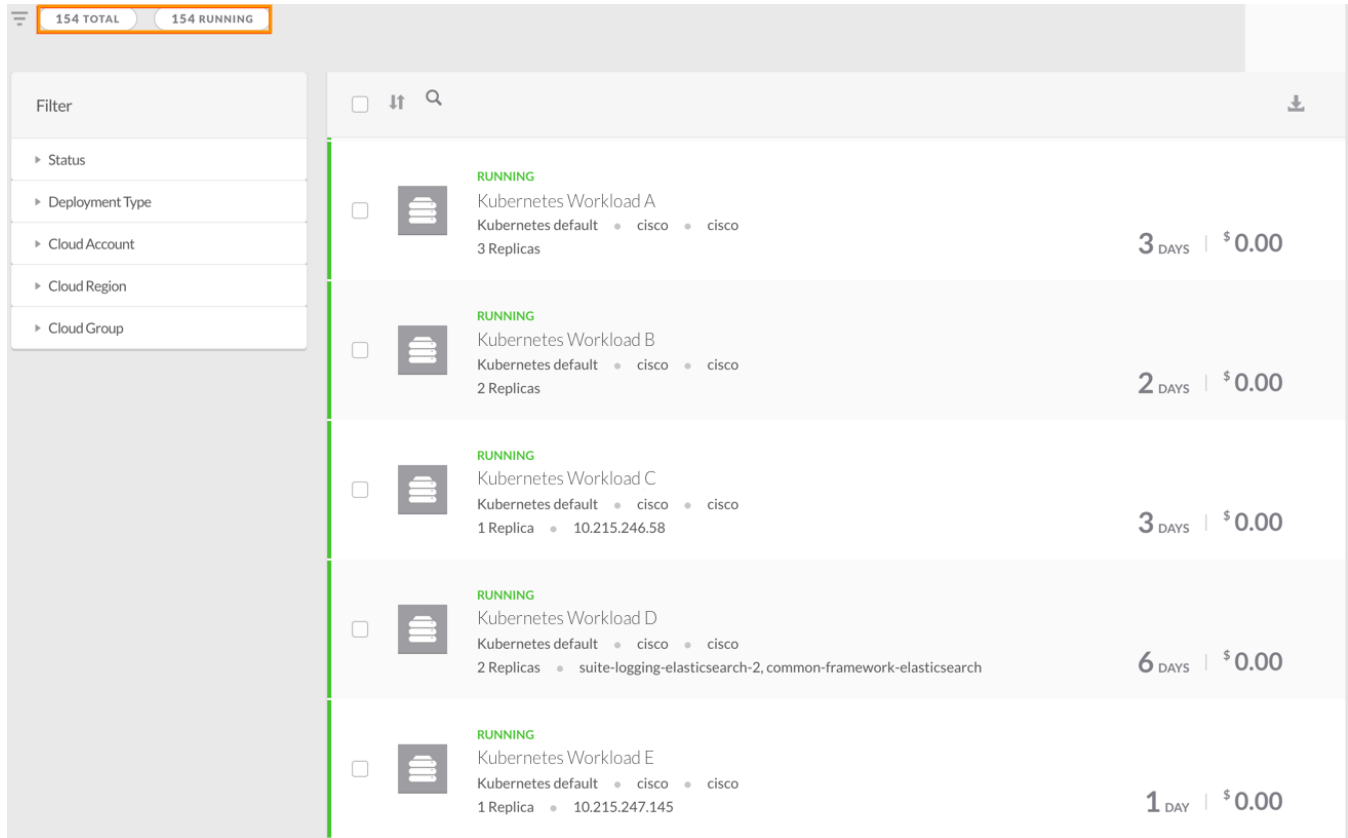 154 TOTAL 154 RUNNING
Filter
Status
Deployment Type
Cloud Account
Cloud Region
Cloud Group
RUNNING
Kubernetes Workload A
Kubernetes default • cisco • cisco
3 Replicas
3 DAYS | $0.00
RUNNING
Kubernetes Workload B
Kubernetes default • cisco • cisco
2 Replicas
2 DAYS | $0.00
RUNNING
Kubernetes Workload C
Kubernetes default • cisco • cisco
1 Replica • 10.215.246.58
3 DAYS | $0.00
RUNNING
Kubernetes Workload D
Kubernetes default • cisco • cisco
2 Replicas • suite-logging-elasticsearch-2, common-framework-elasticsearch
6 DAYS | $0.00
RUNNING
Kubernetes Workload E
Kubernetes default • cisco • cisco
1 Replica • 10.215.247.145
1 DAY | $0.00